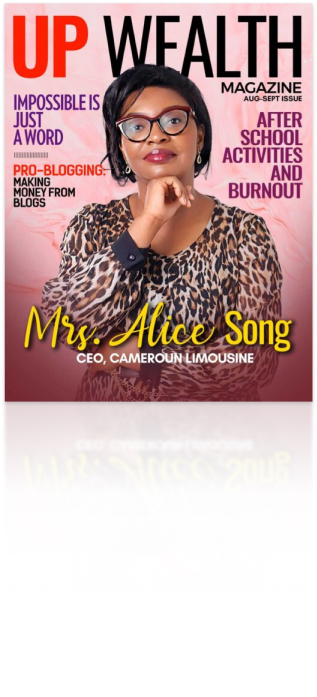 UP WEALTH
MAGAZINE
AUG-SEPT ISSUE
IMPOSSIBLE IS
JUST
A WORD
PRO-BLOGGING:
MAKING
MONEY FROM
BLOGS
AFTER
SCHOOL
ACTIVITIES
AND
BURNOUT
Mrs. Alice Song
CEO, CAMEROUN LIMOUSINE